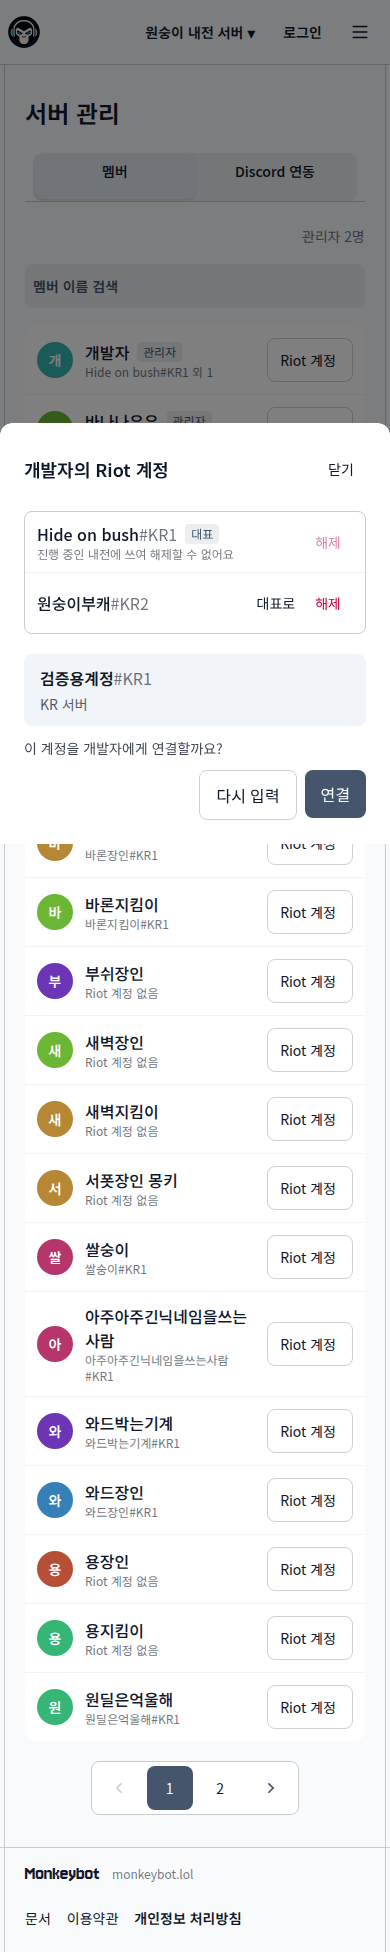 원숭이 내전 서버 ▾
로그인
서버 관리
멤버
Discord 연동
관리자 2명
멤버 이름 검색
개
개발자
관리자
Riot 계정
Hide on bush#KR1 외 1
바나나우유
관리자
개발자의 Riot 계정
닫기
Hide on bush#KR1
대표
진행 중인 내전에 쓰여 해제할 수 없어요
해제
원숭이부캐#KR2
대표로
해제
검증용계정#KR1
KR 서버
이 계정을 개발자에게 연결할까요?
다시 입력
연결
바론장인#KR1
Riot 계정
바
바론지킴이
바론지킴이#KR1
Riot 계정
부
부쉬장인
Riot 계정 없음
Riot 계정
새
새벽장인
Riot 계정 없음
Riot 계정
새
새벽지킴이
Riot 계정 없음
Riot 계정
서
서폿장인 몽키
Riot 계정 없음
Riot 계정
쌀
쌀숭이
쌀숭이#KR1
Riot 계정
아
아주아주긴닉네임을쓰는
사람
아주아주긴닉네임을쓰는사람
#KR1
Riot 계정
와
와드박는기계
와드박는기계#KR1
Riot 계정
와
와드장인
와드장인#KR1
Riot 계정
용
용장인
Riot 계정 없음
Riot 계정
용
용지킴이
Riot 계정 없음
Riot 계정
원
원딜은억울해
원딜은억울해#KR1
Riot 계정
1
2
Monkeybot
monkeybot.lol
문서
이용약관
개인정보 처리방침